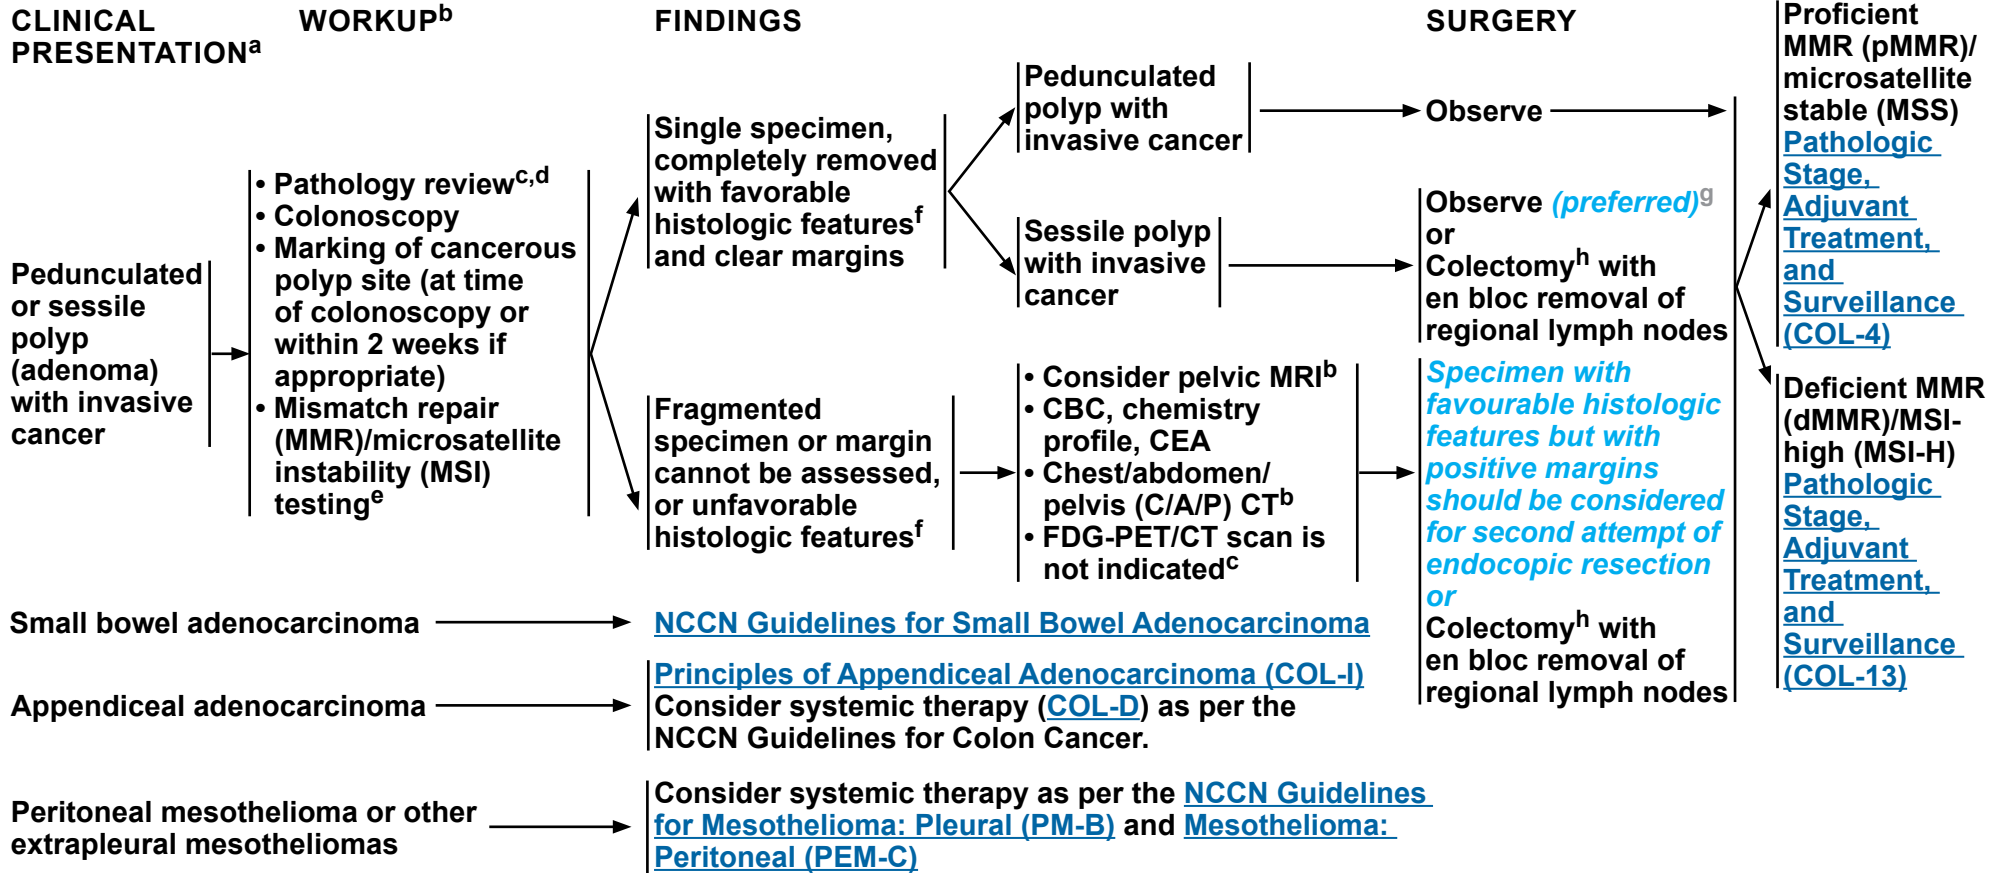 CLINICAL
PRESENTATIONa
WORKUPb
FINDINGS
SURGERY
Pedunculated
or sessile
polyp
(adenoma)
with invasive
cancer
• Pathology reviewc,d
• Colonoscopy
• Marking of cancerous
polyp site (at time
of colonoscopy or
within 2 weeks if
appropriate)
• Mismatch repair
(MMR)/microsatellite
instability (MSI)
testinge
Single specimen,
completely removed
with favorable
histologic featuresf
and clear margins
Pedunculated
polyp with
invasive cancer
Observe
Sessile polyp
with invasive
cancer
Observe (preferred)g
or
Colectomyh with
en bloc removal of
regional lymph nodes
Fragmented
specimen or margin
cannot be assessed,
or unfavorable
histologic featuresf
• Consider pelvic MRIb
• CBC, chemistry
profile, CEA
• Chest/abdomen/
pelvis (C/A/P) CTb
• FDG-PET/CT scan is
not indicatedc
Specimen with
favourable histologic
features but with
positive margins
should be considered
for second attempt of
endocopic resection
or
Colectomyh with
en bloc removal of
regional lymph nodes
Proficient
MMR (pMMR)/
microsatellite
stable (MSS)
Pathologic
Stage,
Adjuvant
Treatment,
and
Surveillance
(COL-4)
Deficient MMR
(dMMR)/MSI-
high (MSI-H)
Pathologic
Stage,
Adjuvant
Treatment,
and
Surveillance
(COL-13)
Small bowel adenocarcinoma
NCCN Guidelines for Small Bowel Adenocarcinoma
Appendiceal adenocarcinoma
Principles of Appendiceal Adenocarcinoma (COL-I)
Consider systemic therapy (COL-D) as per the
NCCN Guidelines for Colon Cancer.
Peritoneal mesothelioma or other
extrapleural mesotheliomas
Consider systemic therapy as per the NCCN Guidelines
for Mesothelioma: Pleural (PM-B) and Mesothelioma:
Peritoneal (PEM-C)